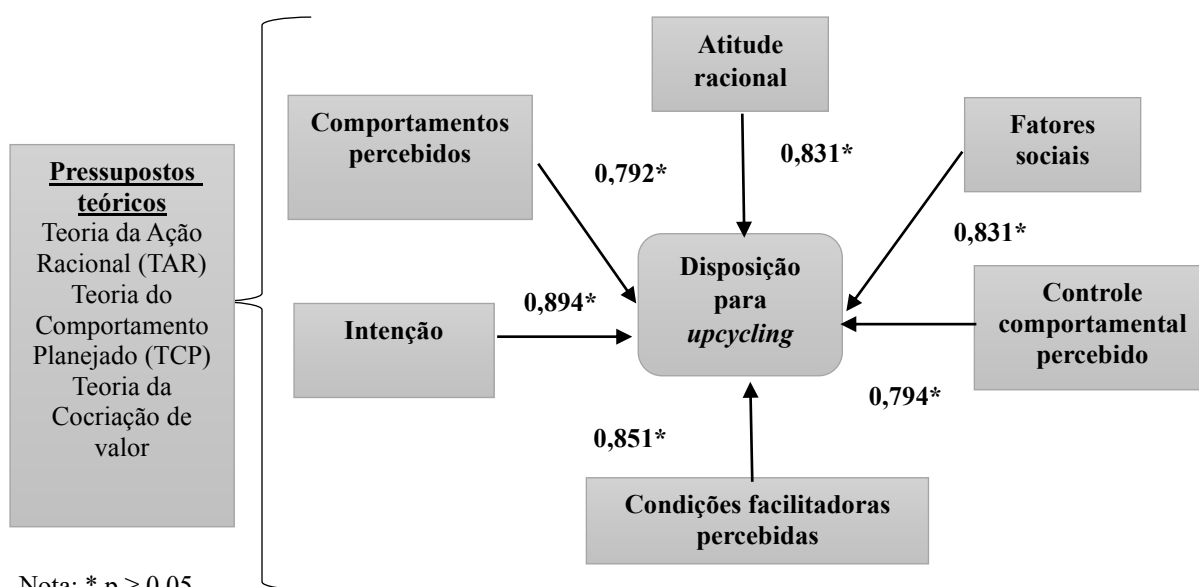 Pressupostos
teóricos
Teoria da Ação
Racional (TAR)
Teoria do
Comportamento
Planejado (TCP)
Teoria da
Cocriação de
valor
Comportamentos
percebidos
0,792*
Atitude
racional
0,831*
Fatores
sociais
0,831*
Intenção
0,894*
Disposição
para
upcycling
Controle
comportamental
percebido
0,794*
0,851*
Condições facilitadoras
percebidas
Nota: * p ≥ 0,05